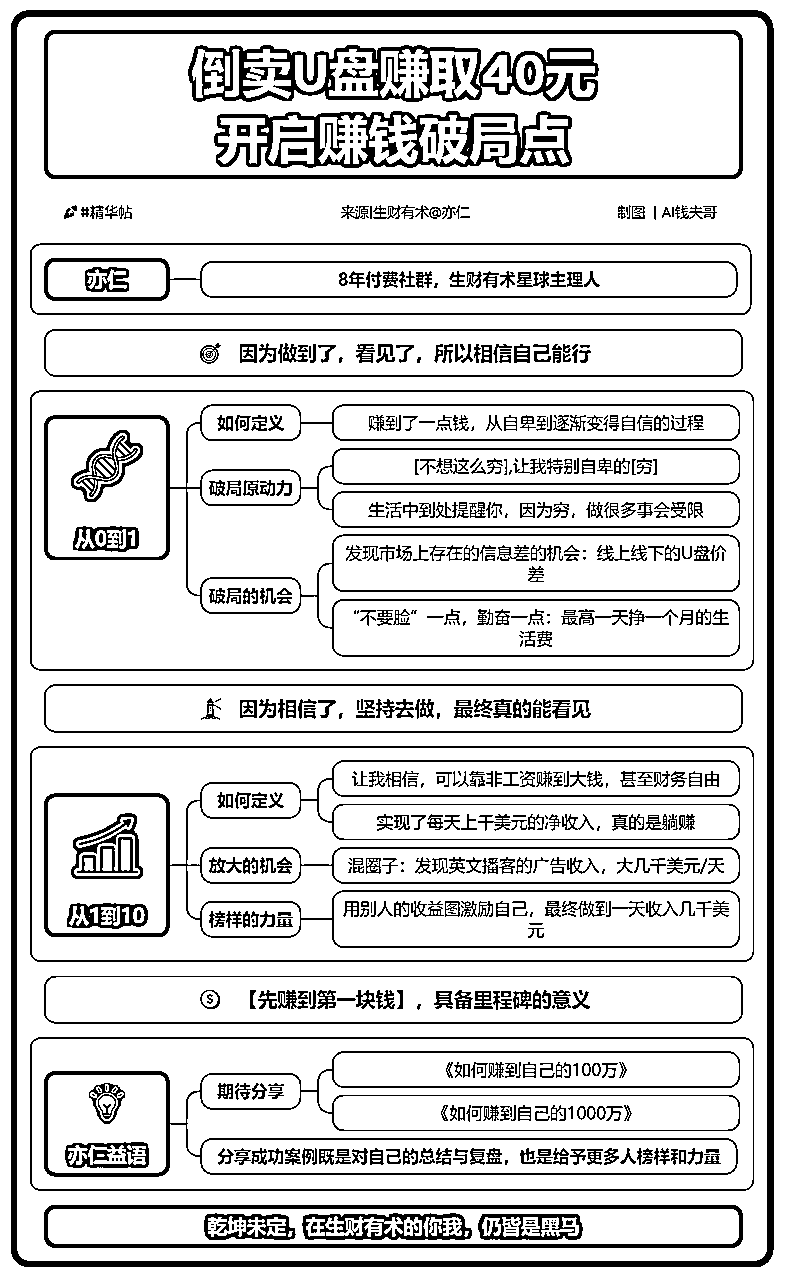 倒卖U盘赚取40元
开启赚钱破局点
#精华帖
来源|生财有术@亦仁
制图 | AI钱夫哥
亦仁
8年付费社群，生财有术星球主理人
因为做到了，看见了，所以相信自己能行
从0到1
如何定义
赚到了一点钱，从自卑到逐渐变得自信的过程
破局原动力
[不想这么穷],让我特别自卑的[穷]
生活中到处提醒你，因为穷，做很多事会受限
破局的机会
发现市场上存在的信息差的机会：线上线下的U盘价
差
“不要脸”一点，勤奋一点：最高一天挣一个月的生
活费
因为相信了，坚持去做，最终真的能看见
从1到10
如何定义
让我相信，可以靠非工资赚到大钱，甚至财务自由
实现了每天上千美元的净收入，真的是躺赚
放大的机会
混圈子：发现英文播客的广告收入，大几千美元/天
榜样的力量
用别人的收益图激励自己，最终做到一天收入几千美
元
【先赚到第一块钱】，具备里程碑的意义
亦仁益语
期待分享
《如何赚到自己的100万》
《如何赚到自己的1000万》
分享成功案例既是对自己的总结与复盘，也是给予更多人榜样和力量
乾坤未定，在生财有术的你我，仍皆是黑马